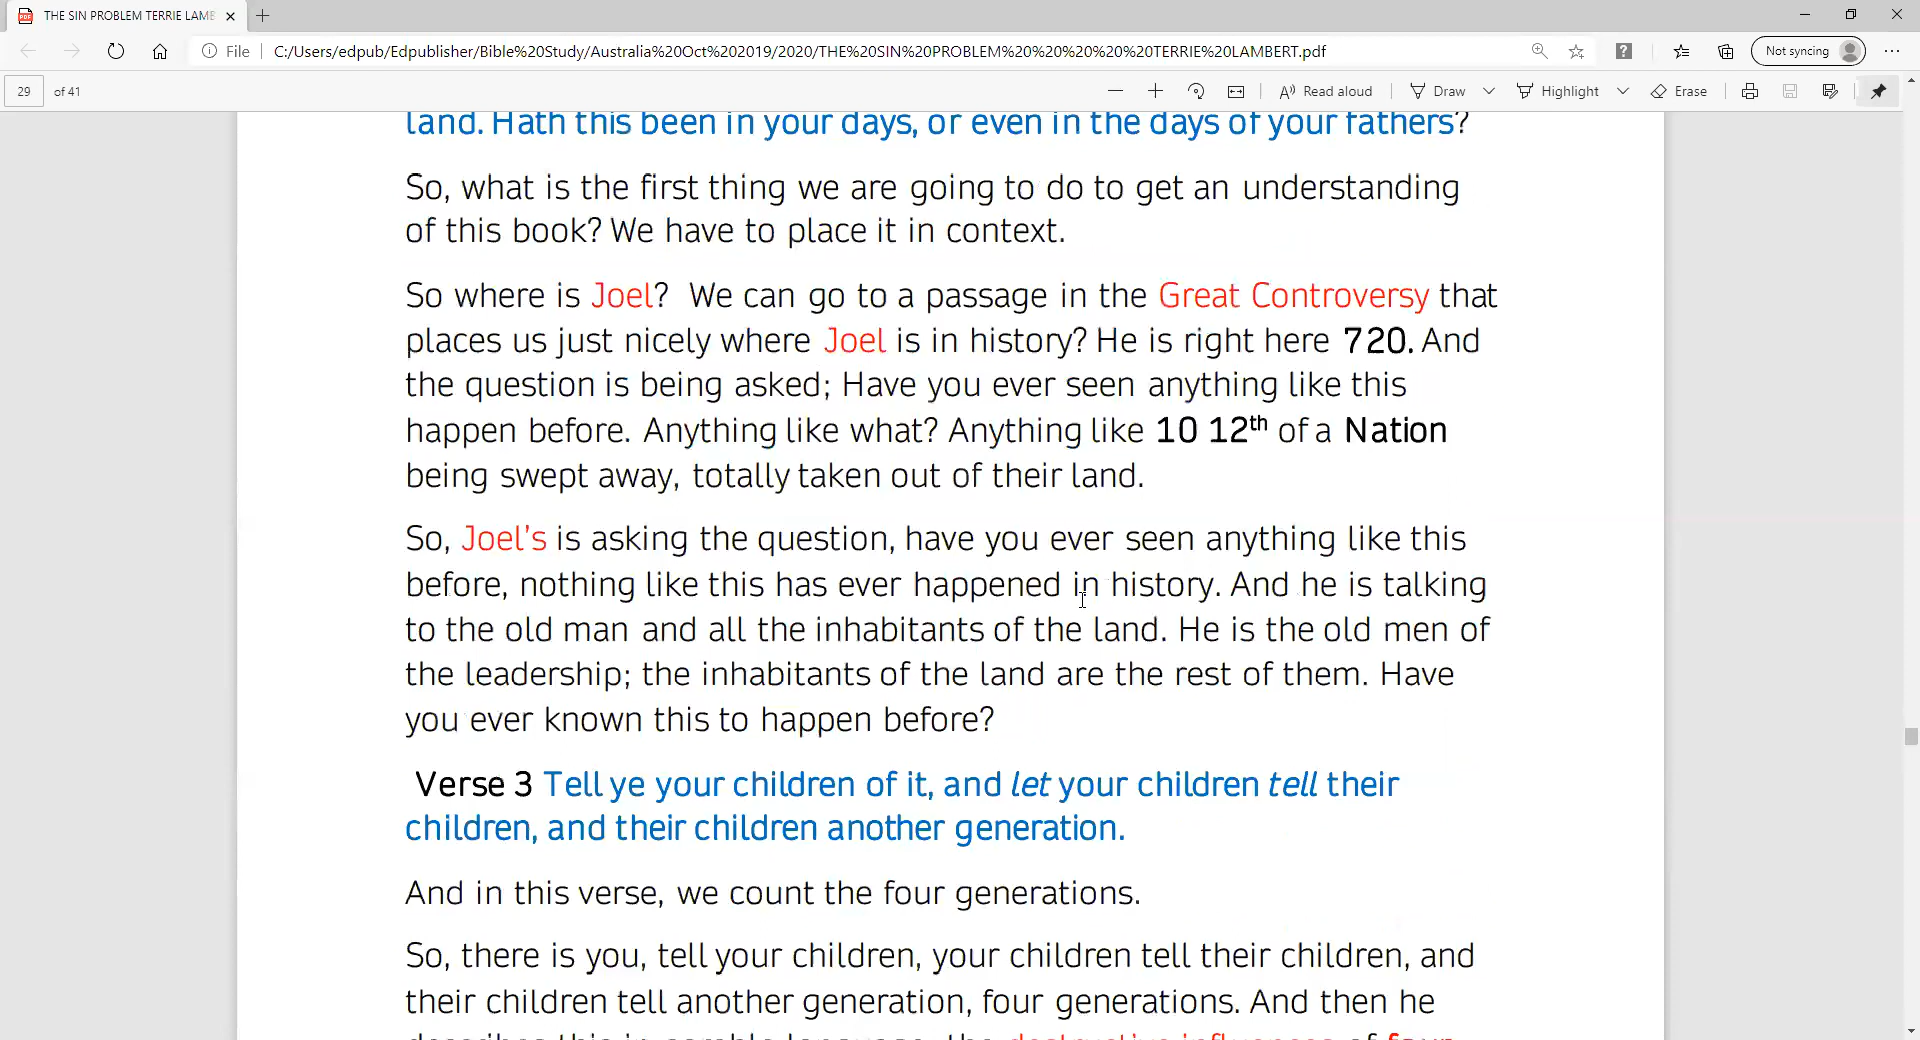 THE SIN PROBLEM TERRIE LAMB
File
C:/Users/edpub/Edpublisher/Bible%20Study/Australia%20Oct%202019/2020/THE%20SIN%20PROBLEM%20%20%20%20%20TERRIE%20LAMBERT.pdf
Not syncing
29 of 41
Read aloud
Draw
Highlight
Erase
land. Hath this been in your days, or even in the days of your fathers?
So, what is the first thing we are going to do to get an understanding
of this book? We have to place it in context.
So where is Joel? We can go to a passage in the Great Controversy that
places us just nicely where Joel is in history? He is right here 720. And
the question is being asked; Have you ever seen anything like this
happen before. Anything like what? Anything like 10 12th of a Nation
being swept away, totally taken out of their land.
So, Joel's is asking the question, have you ever seen anything like this
before, nothing like this has ever happened in history. And he is talking
to the old man and all the inhabitants of the land. He is the old men of
the leadership; the inhabitants of the land are the rest of them. Have
you ever known this to happen before?
Verse 3 Tell ye your children of it, and let your children tell their
children, and their children another generation.
And in this verse, we count the four generations.
So, there is you, tell your children, your children tell their children, and
their children tell another generation, four generations. And then he